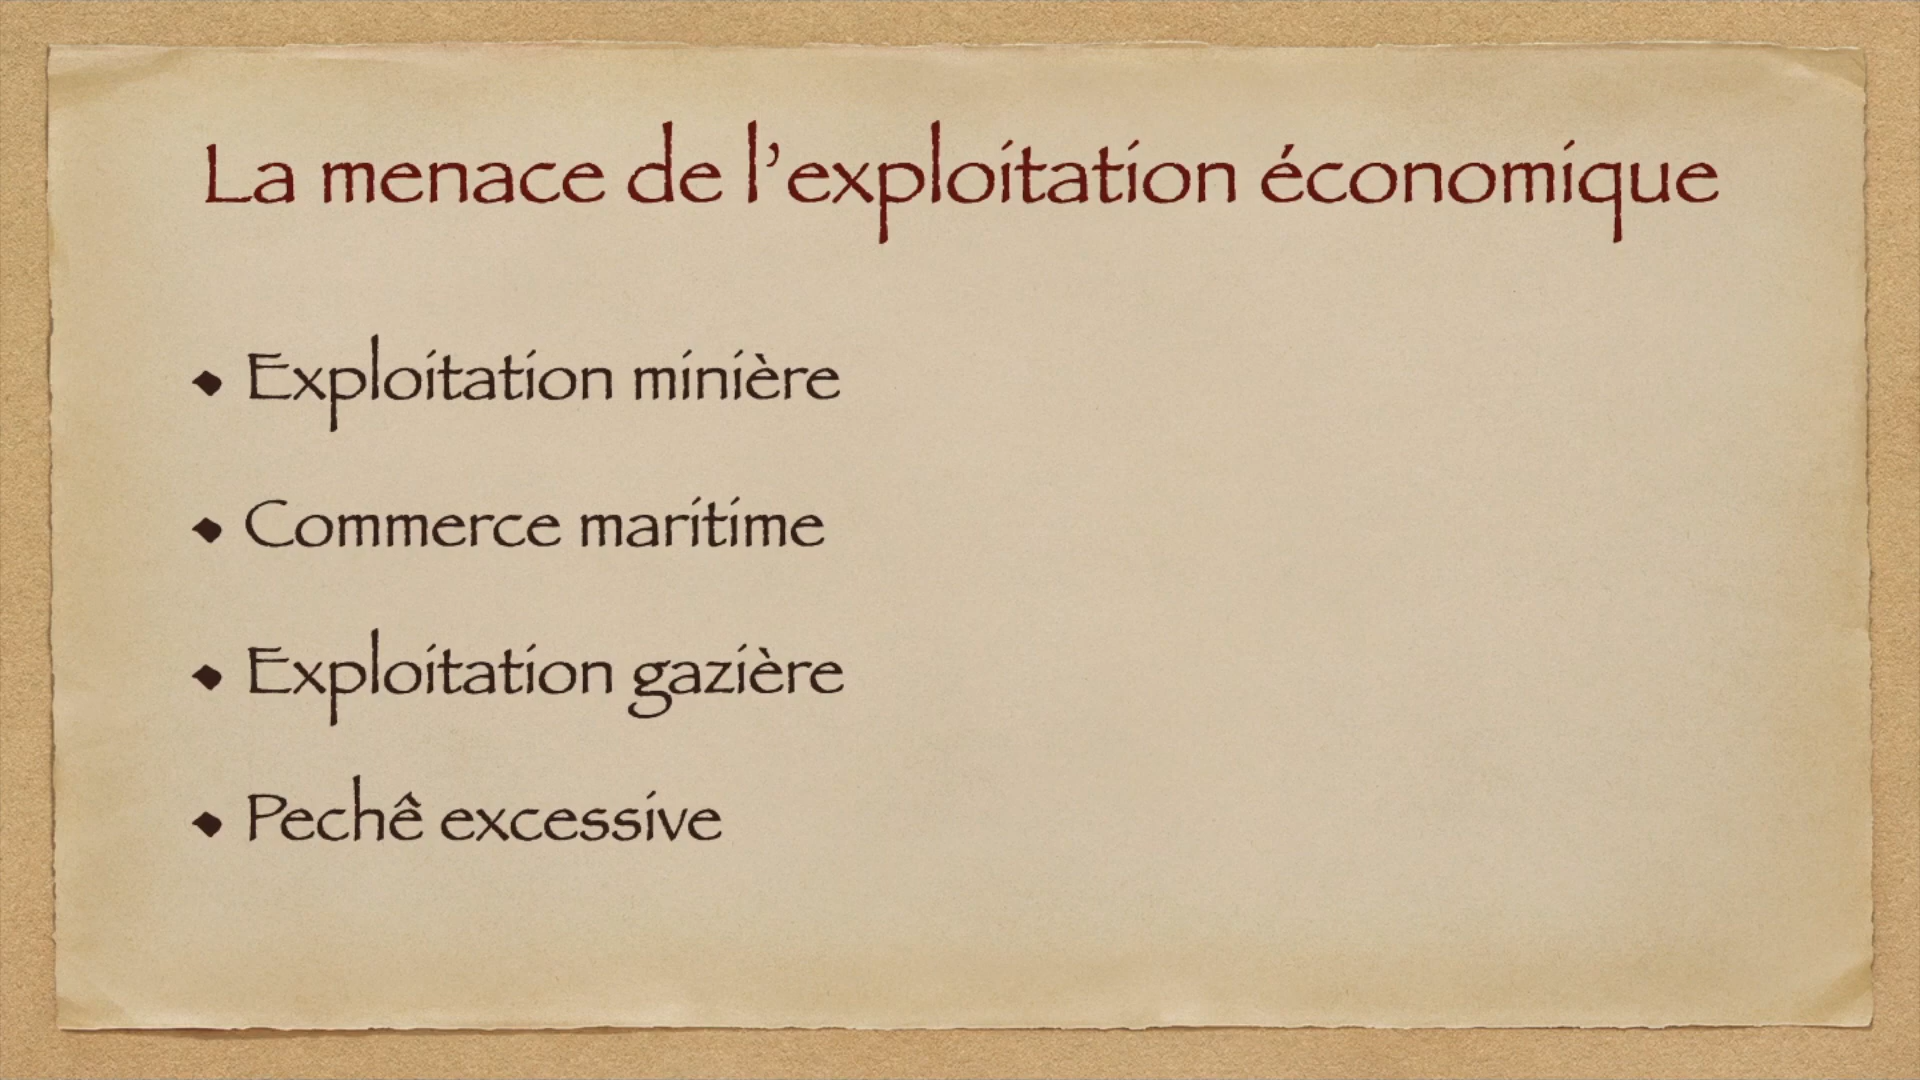 La menace de l’exploitation économique
Exploitation minière
Commerce maritime
Exploitation gazière
Pechê excessive